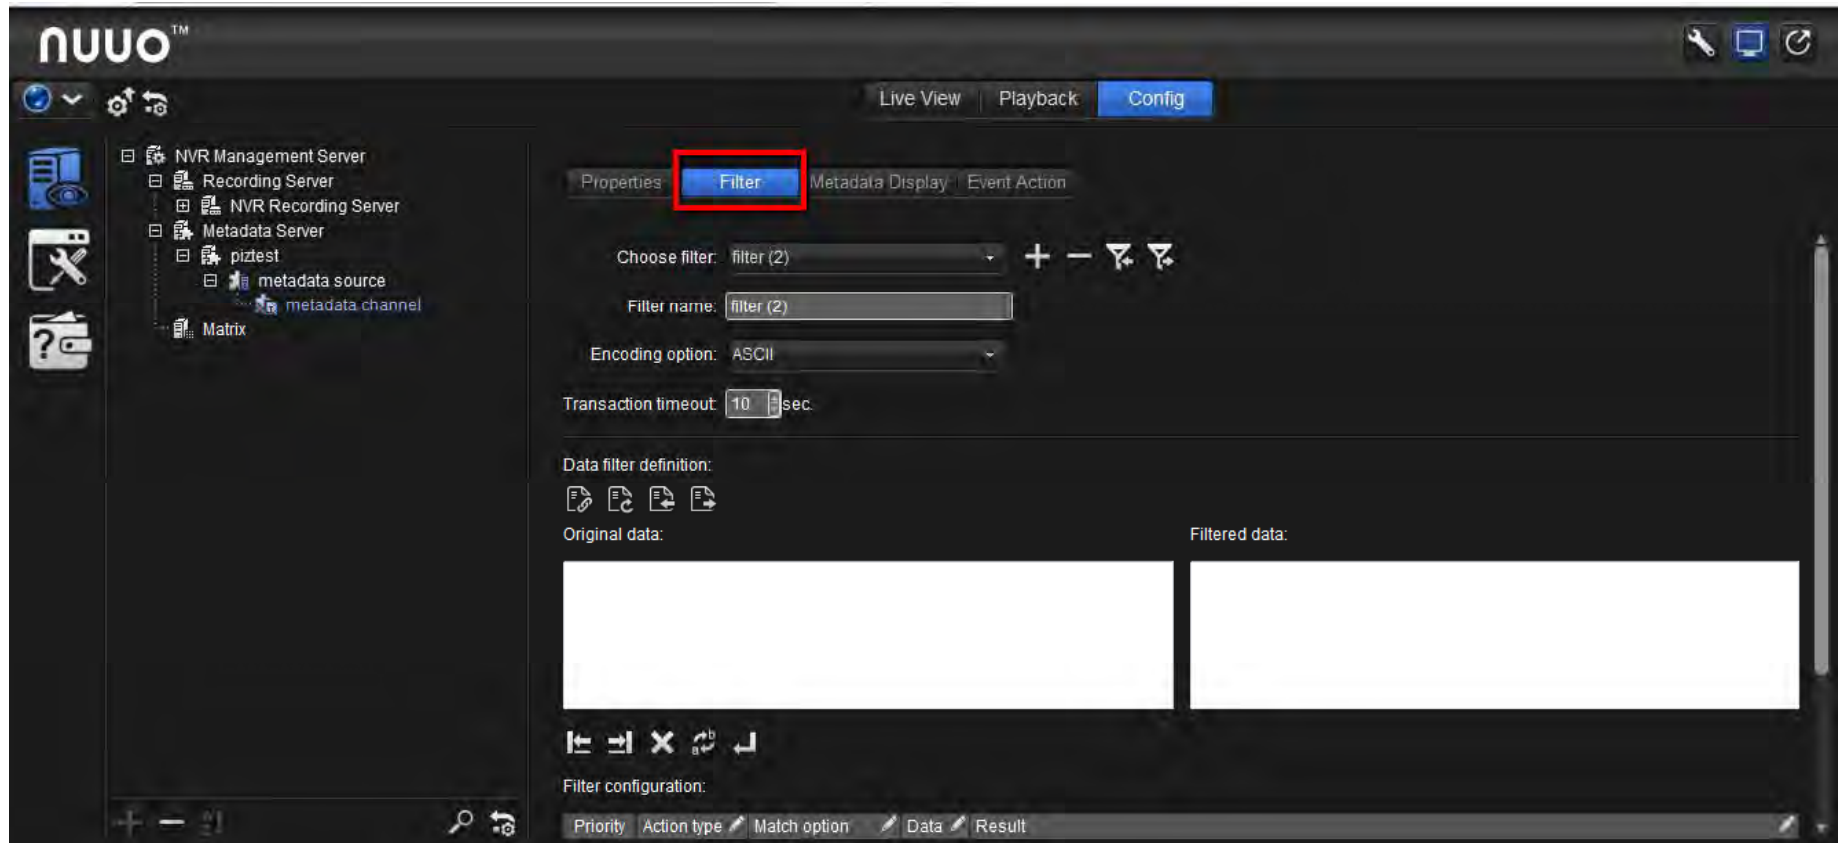 nuuo™
Live View Playback Config
NVR Management Server
Recording Server
NVR Recording Server
Metadata Server
piztest
metadata source
metadata channel
Matrix
Properties Filter Metadata Display Event Action
Choose filter: filter (2)
Filter name: filter (2)
Encoding option: ASCII
Transaction timeout: 10 sec.
Data filter definition:
Original data: Filtered data:
Filter configuration:
Priority Action type Match option Data Result